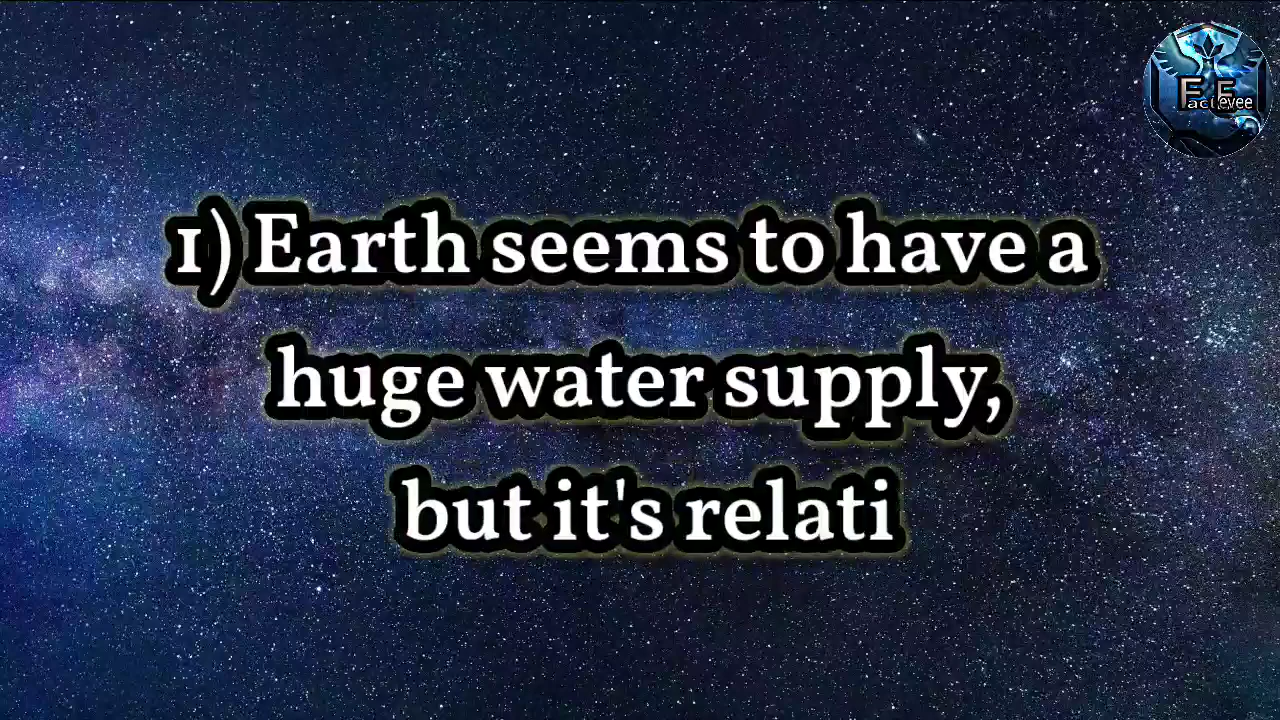 1) Earth seems to have a
huge water supply,
but it's relati